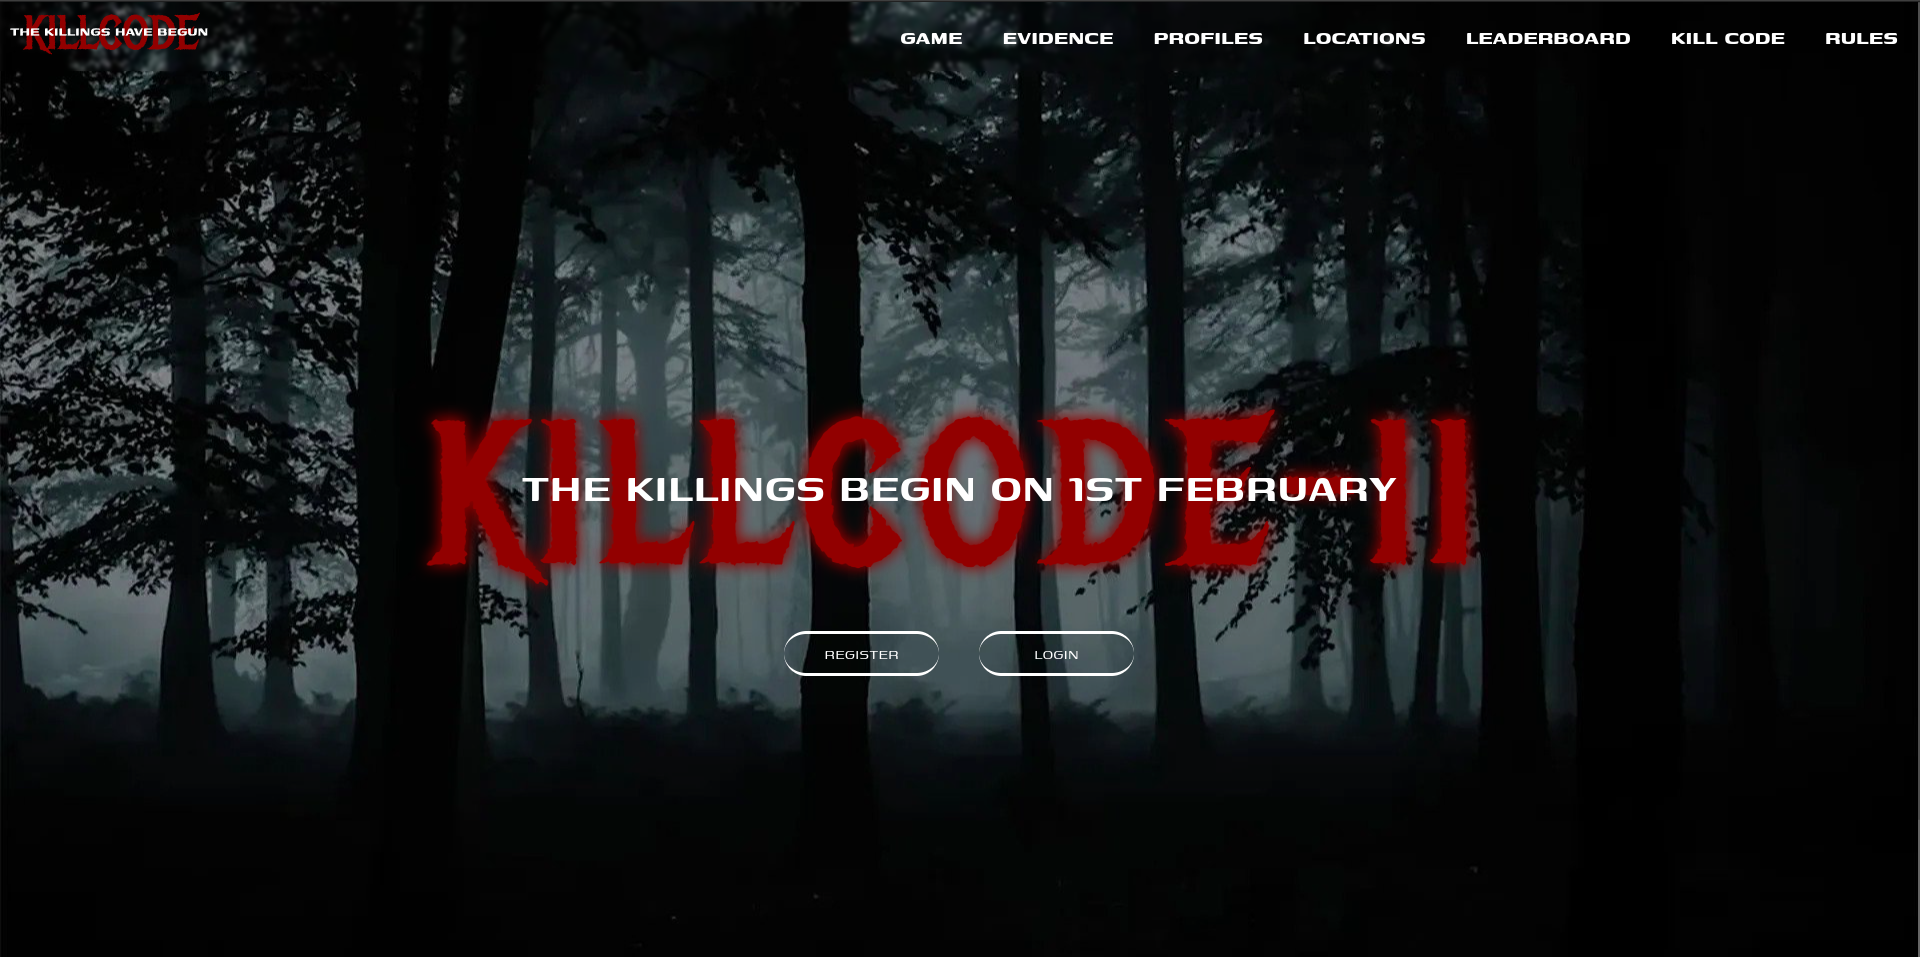 KILLCODE
THE KILLINGS HAVE BEGUN
GAME EVIDENCE PROFILES LOCATIONS LEADERBOARD KILL CODE RULES
KILLCODE II
THE KILLINGS BEGIN ON 1ST FEBRUARY
REGISTER LOGIN